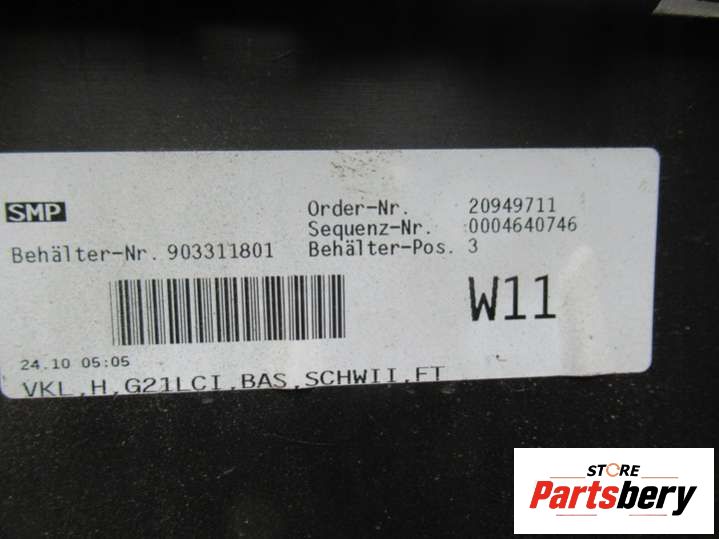 SMP
Order-Nr. 20949711
Sequenz-Nr. 0004640746
Behälter-Nr. 903311801 Behälter-Pos. 3
W11
24.10 05:05
VKL,H,G21LCI,BAS,SCHWII,FT
STORE
Partsbery